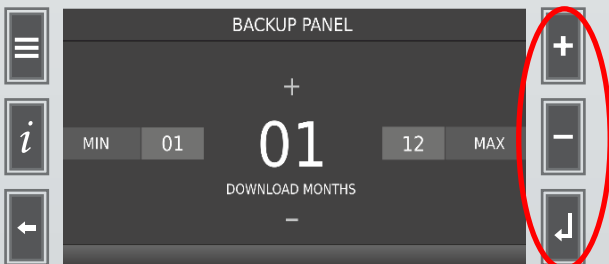 BACKUP PANEL
+
+
i
MIN 01 01 12 MAX
−
DOWNLOAD MONTHS
−